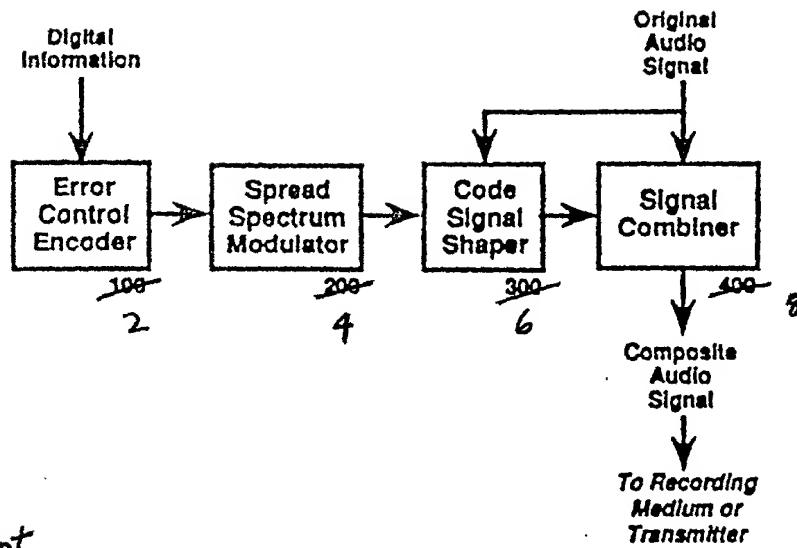 Digital
Information
Original
Audio
Signal
Error
Control
Encoder
Spread
Spectrum
Modulator
Code
Signal
Shaper
Signal
Combiner
100
200
300
400
2
4
6
8
Composite
Audio
Signal
To Recording
Medium or
Transmitter